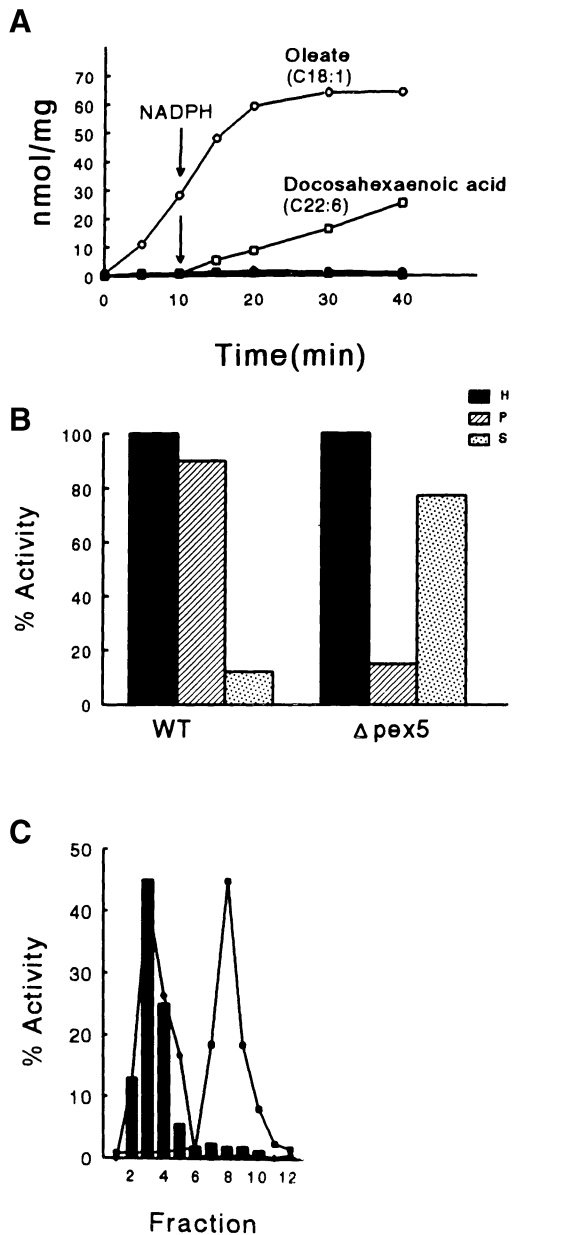 A
Oleate
(C18:1)
NADPH
Docosahexaenoic acid
(C22:6)
nmol/mg
70
60
50
40
30
20
10
0
0 10 20 30 40
Time(min)
B
H
P
S
% Activity
100
80
60
40
20
0
WT Δ pex5
C
% Activity
50
40
30
20
10
0
2 4 6 8 10 12
Fraction